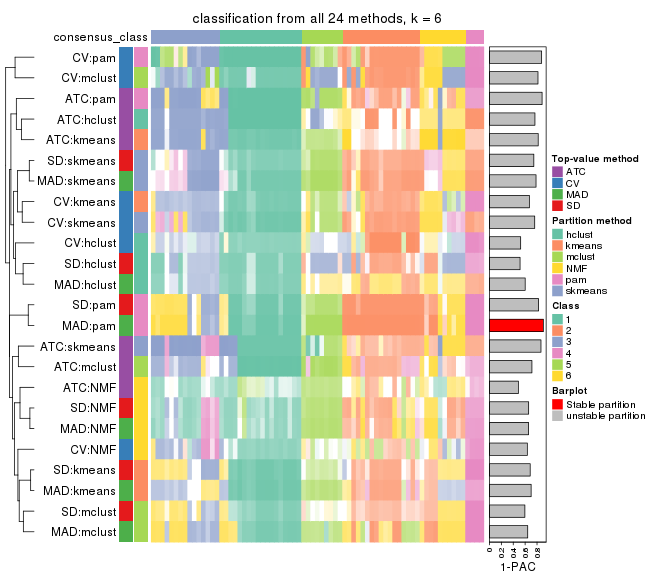 classification from all 24 methods, k = 6
consensus_class
CV:pam
CV:mclust
ATC:pam
ATC:hclust
ATC:kmeans
SD:skmeans
MAD:skmeans
CV:kmeans
CV:skmeans
CV:hclust
SD:hclust
MAD:hclust
SD:pam
MAD:pam
ATC:skmeans
ATC:mclust
ATC:NMF
SD:NMF
MAD:NMF
CV:NMF
SD:kmeans
MAD:kmeans
SD:mclust
MAD:mclust
0
0.2
0.4
0.6
0.8
1-PAC
Top-value method
ATC
CV
MAD
SD
Partition method
hclust
kmeans
mclust
NMF
pam
skmeans
Class
1
2
3
4
5
6
Barplot
Stable partition
unstable partition